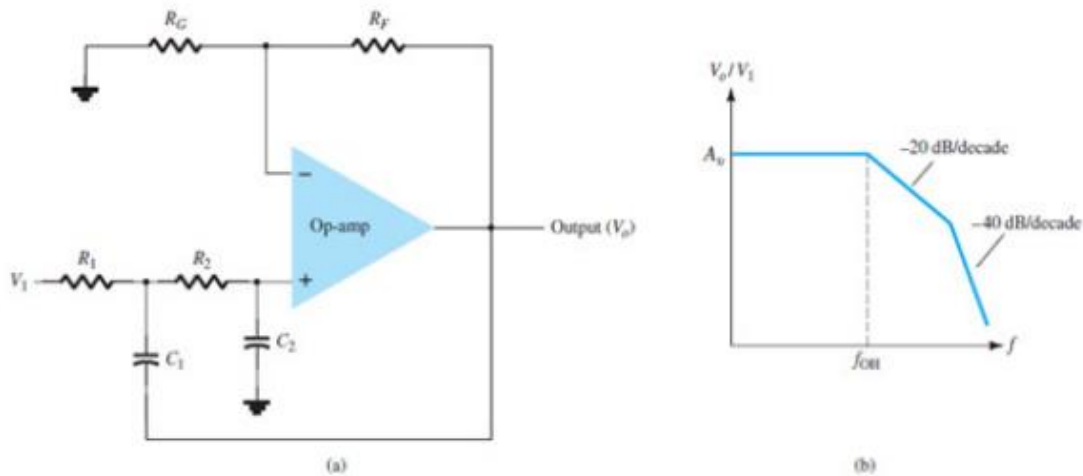 R_G
R_F
Op-amp
−
+
Output (V_o)
V_1
R_1
R_2
C_1
C_2
(a)
V_o / V_1
A_v
−20 dB/decade
−40 dB/decade
f_OH
f
(b)